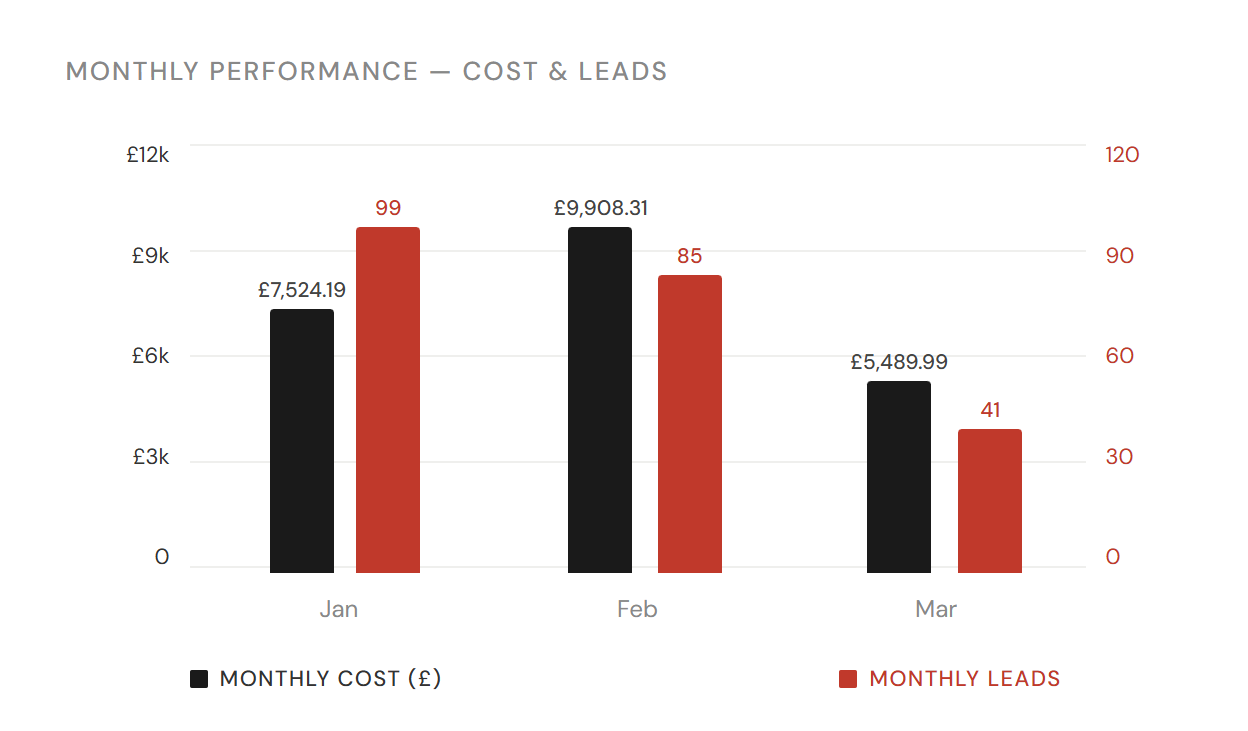 MONTHLY PERFORMANCE — COST & LEADS
£12k 120
99 £9,908.31
£9k 85 90
£7,524.19
£6k £5,489.99 60
41
£3k 30
0 0
Jan Feb Mar
MONTHLY COST (£) MONTHLY LEADS